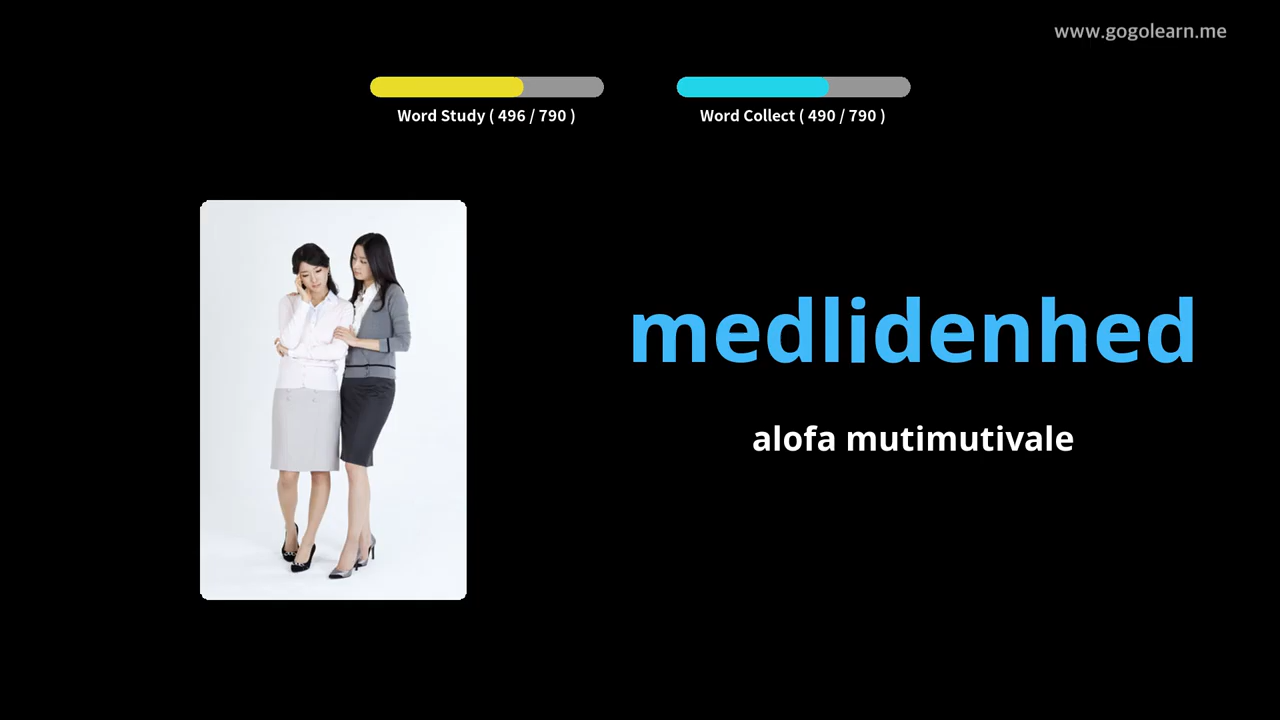 www.gogolearn.me
Word Study ( 496 / 790 )
Word Collect ( 490 / 790 )
medlidenhed
alofa mutimutivale